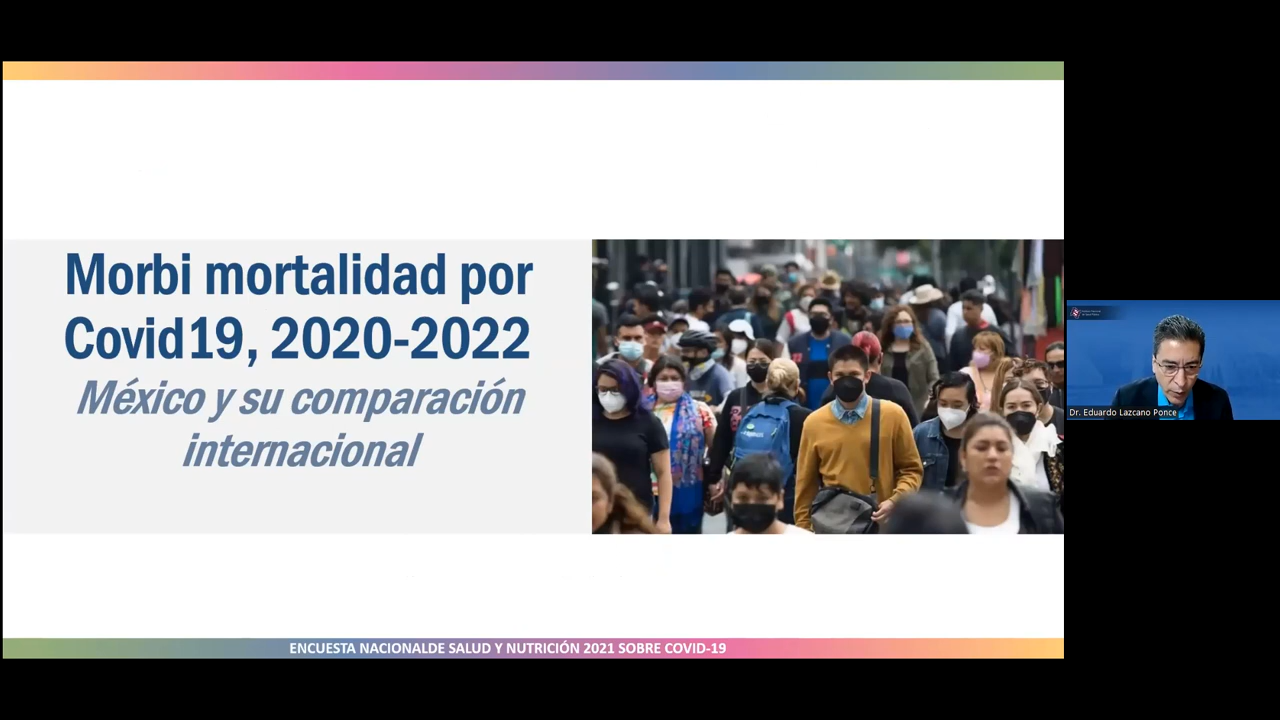 Morbi mortalidad por
Covid19, 2020-2022
México y su comparación
internacional
Dr. Eduardo Lazcano Ponce
ENCUESTA NACIONALDE SALUD Y NUTRICIÓN 2021 SOBRE COVID-19